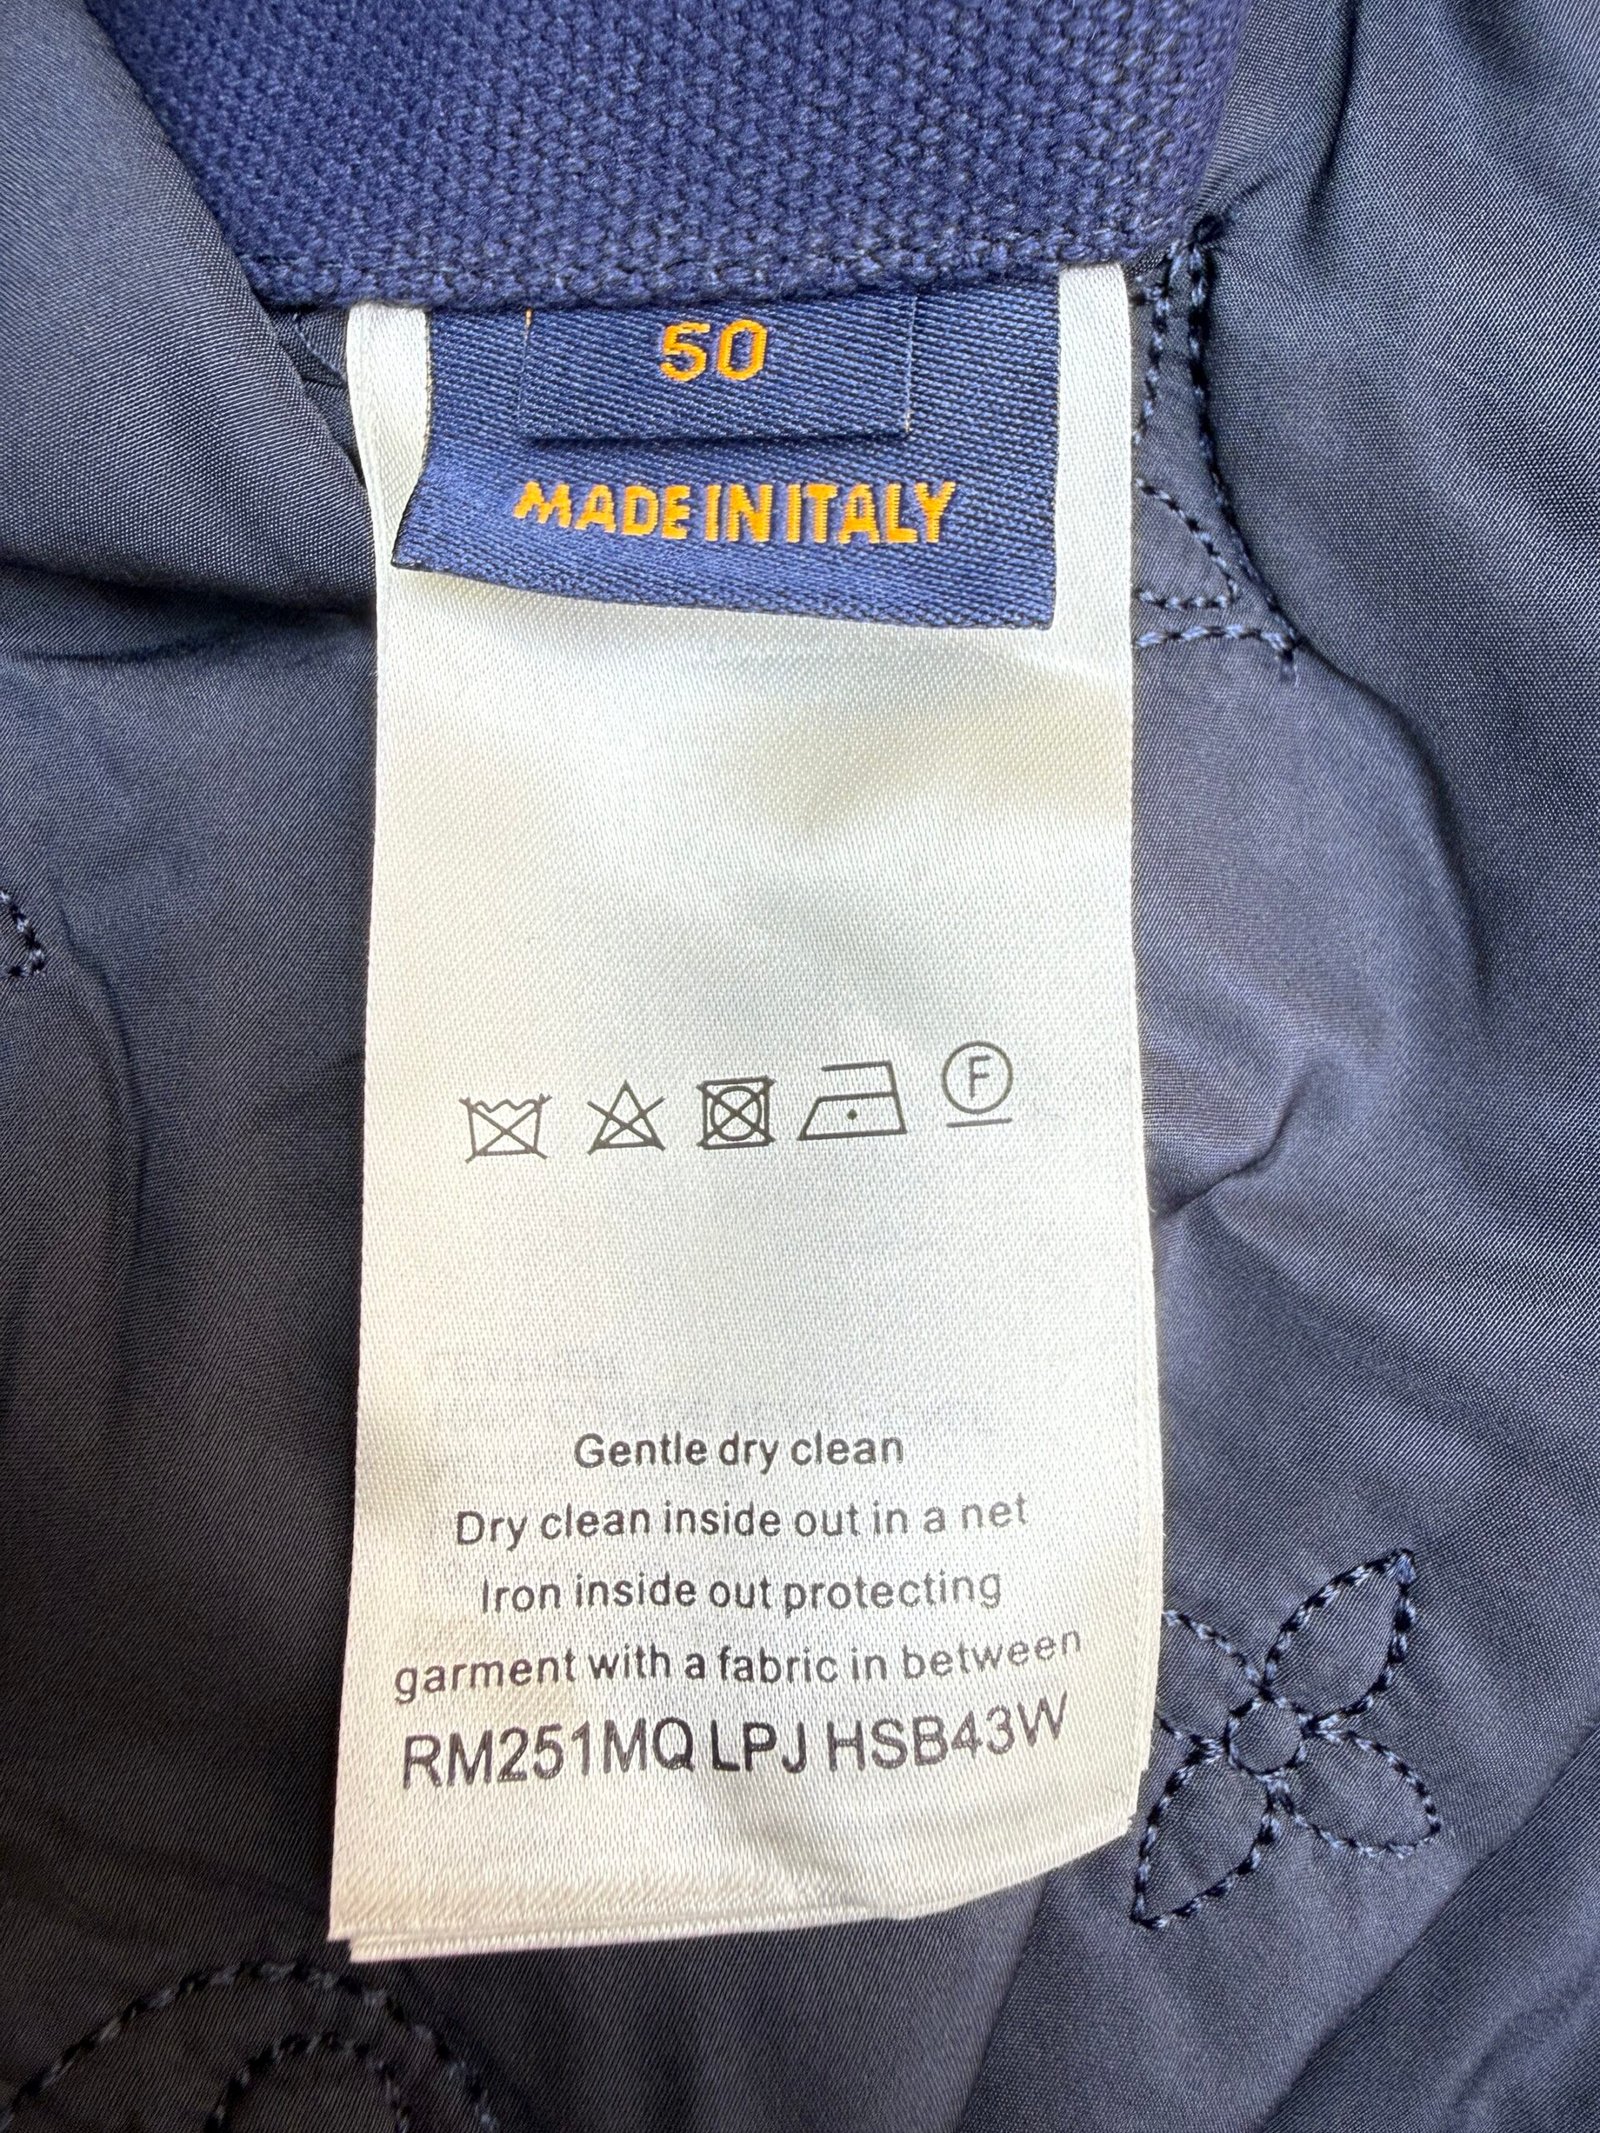 50
MADE IN ITALY
F
Gentle dry clean
Dry clean inside out in a net
Iron inside out protecting
garment with a fabric in between
RM251MQ LPJ HSB43W